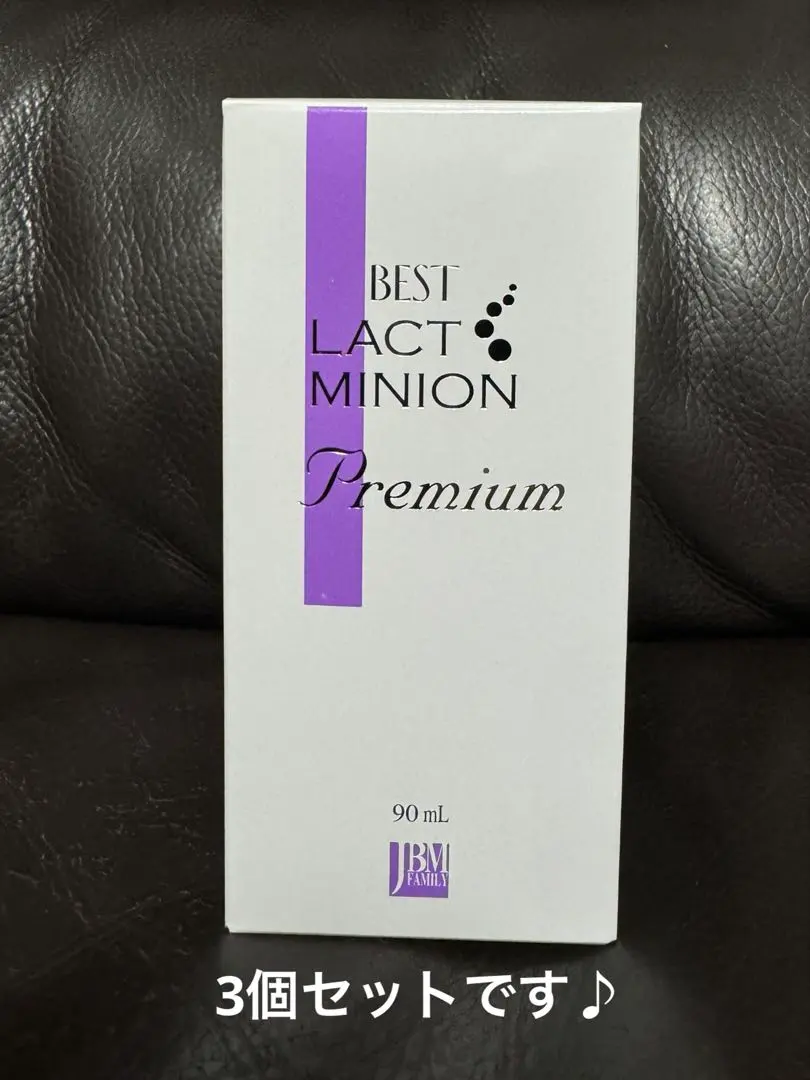 BEST
LACT
MINION
Premium
90 mL
JBM
FAMILY
3個セットです♪